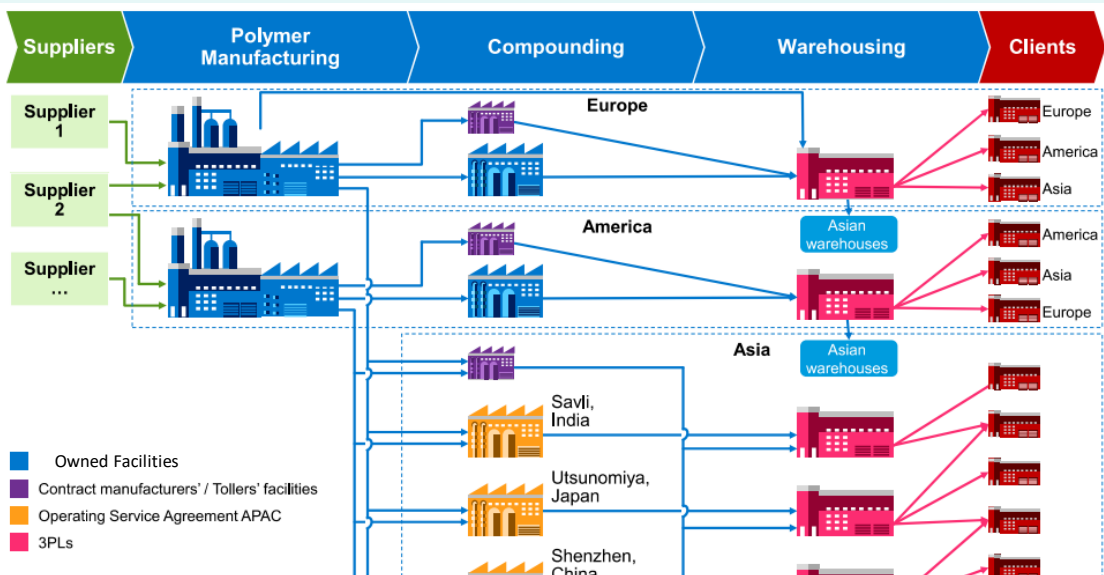 Suppliers
Polymer
Manufacturing
Compounding
Warehousing
Clients
Supplier
1
Supplier
2
Supplier
...
Europe
Europe
America
Asia
Asian
warehouses
America
America
Asia
Europe
Asia
Asian
warehouses
Savli,
India
Utsunomiya,
Japan
Shenzhen,
China
Owned Facilities
Contract manufacturers' / Tollers' facilities
Operating Service Agreement APAC
3PLs